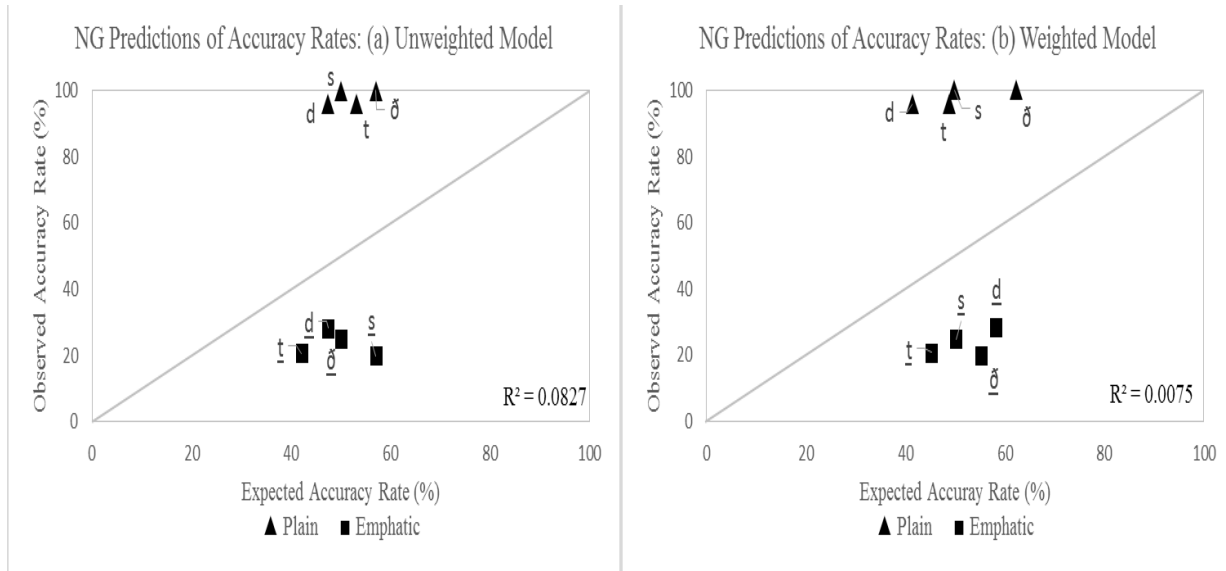 NG Predictions of Accuracy Rates: (a) Unweighted Model
Observed Accuracy Rate (%)
100
80
60
40
20
0
s
d
t
ð
t̲
d̲
ð̲
s̲
R² = 0.0827
0
20
40
60
80
100
Expected Accuracy Rate (%)
Plain
Emphatic
NG Predictions of Accuracy Rates: (b) Weighted Model
Observed Accuracy Rate (%)
100
80
60
40
20
0
d
t
s
ð
t̲
s̲
d̲
ð̲
R² = 0.0075
0
20
40
60
80
100
Expected Accuray Rate (%)
Plain
Emphatic